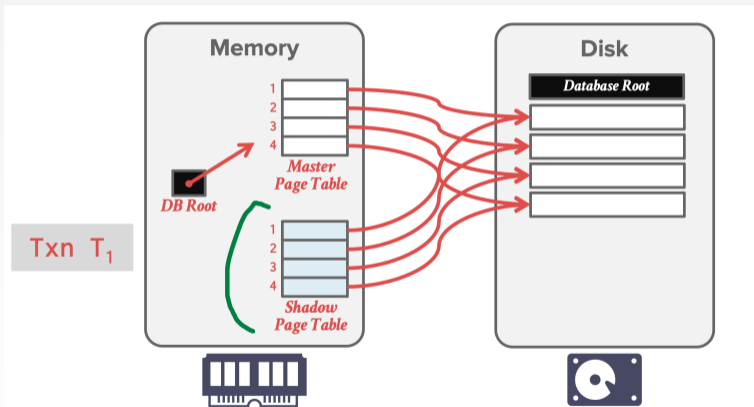 Memory
Disk
1
2
3
4
Master
Page Table
DB Root
Database Root
Txn T₁
1
2
3
4
Shadow
Page Table